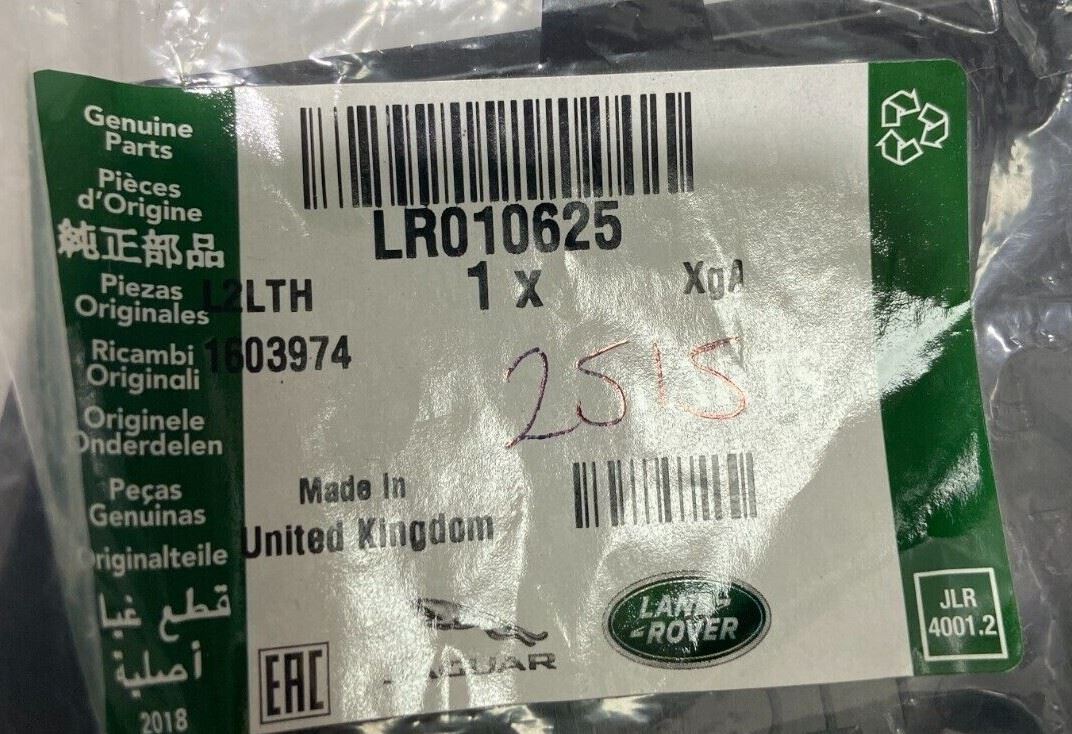 Genuine
Parts
Pièces
d'Origine
純正部品
Piezas
Originales
Ricambi
Originali
Originele
Onderdelen
Peças
Genuinas
Originalteile
قطع غيا
أصلية
2018
LR010625
1 x
XgA
L2LTH
1603974
2515
Made In
United Kingdom
EAC
JAGUAR
LAND-
-ROVER
JLR
4001.2